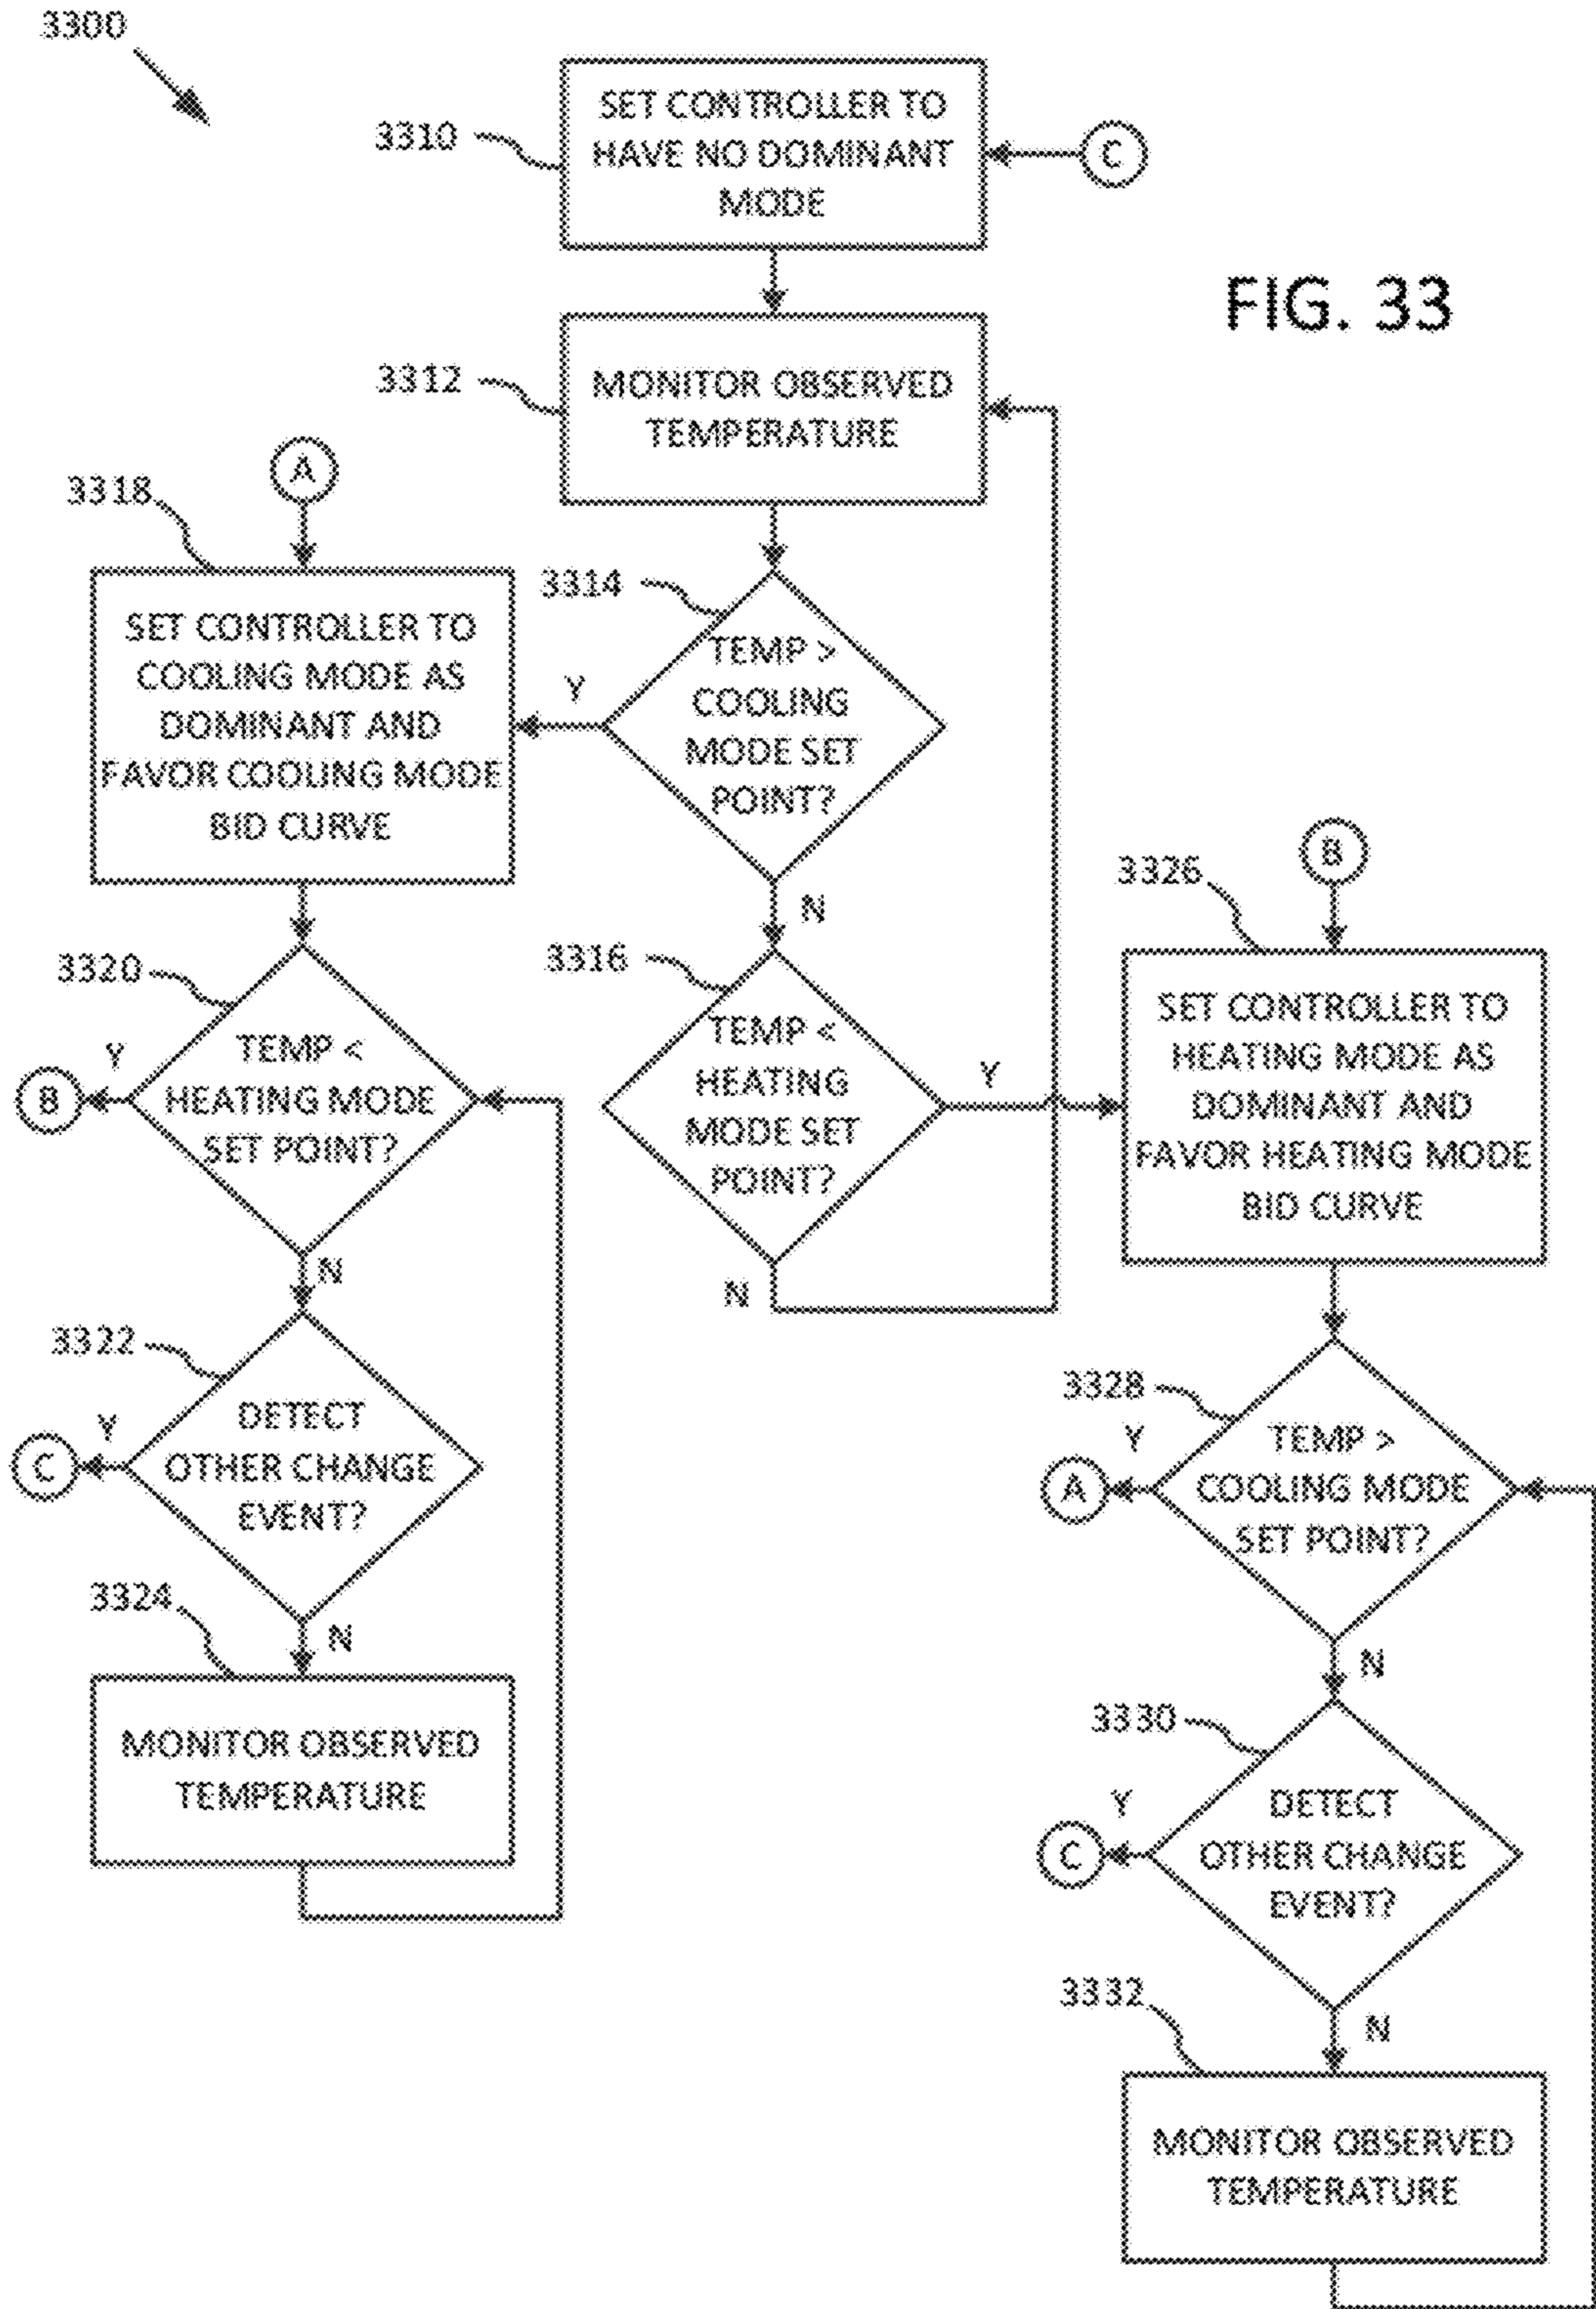 3300
3310
SET CONTROLLER TO
HAVE NO DOMINANT
MODE
C
FIG. 33
3312
MONITOR OBSERVED
TEMPERATURE
A
3318
SET CONTROLLER TO
COOLING MODE AS
DOMINANT AND
FAVOR COOLING MODE
BID CURVE
3314
TEMP >
COOLING
MODE SET
POINT?
Y
N
3320
TEMP <
HEATING MODE
SET POINT?
Y
B
N
3316
TEMP <
HEATING
MODE SET
POINT?
Y
N
B
3326
SET CONTROLLER TO
HEATING MODE AS
DOMINANT AND
FAVOR HEATING MODE
BID CURVE
3322
DETECT
OTHER CHANGE
EVENT?
Y
C
N
3324
MONITOR OBSERVED
TEMPERATURE
3328
TEMP >
COOLING MODE
SET POINT?
Y
A
N
3330
DETECT
OTHER CHANGE
EVENT?
Y
C
N
3332
MONITOR OBSERVED
TEMPERATURE